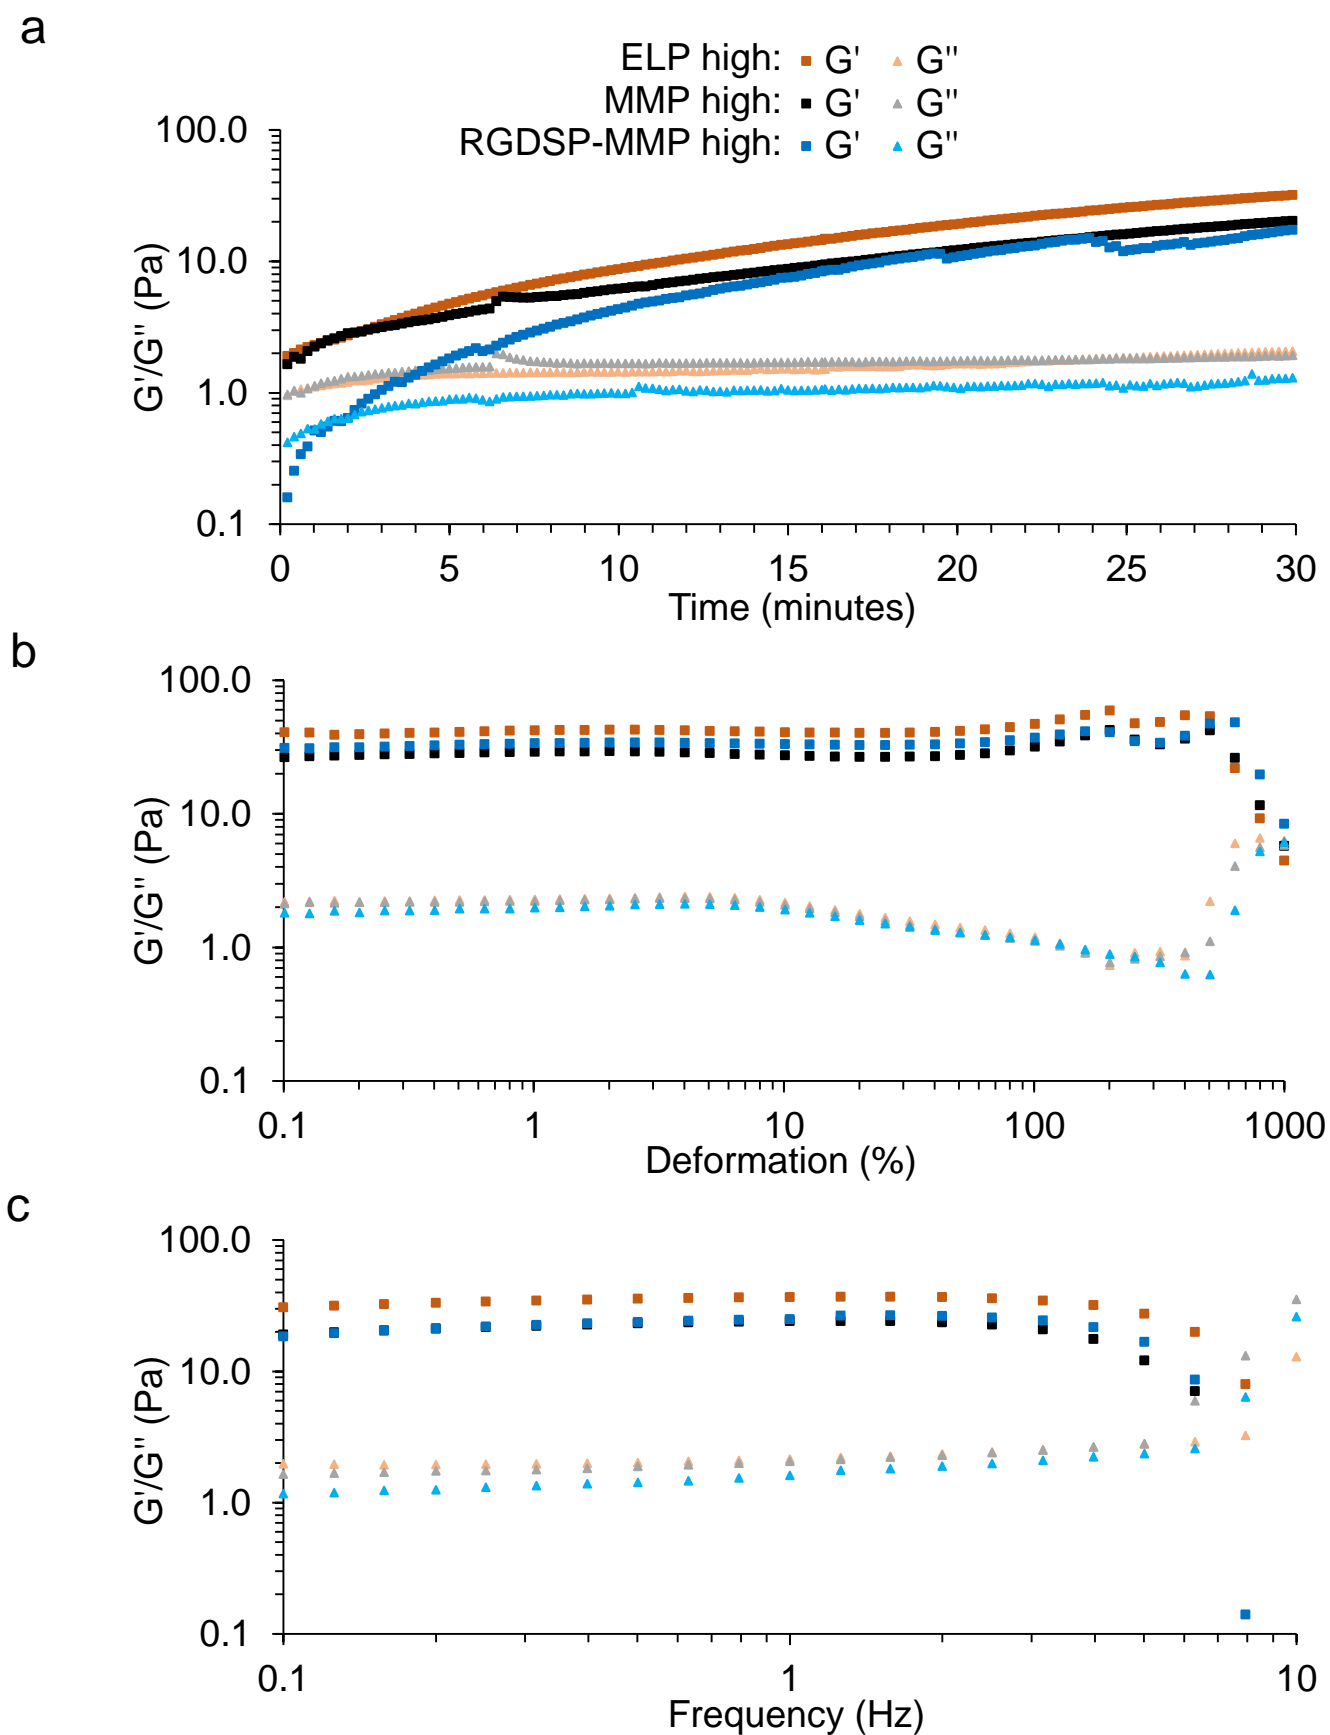 a
ELP high: G' G"
MMP high: G' G"
RGDSP-MMP high: G' G"
100.0
10.0
1.0
0.1
G'/G" (Pa)
0 5 10 15 20 25 30
Time (minutes)
b
100.0
10.0
1.0
0.1
G'/G" (Pa)
0.1 1 10 100 1000
Deformation (%)
c
100.0
10.0
1.0
0.1
G'/G" (Pa)
0.1 1 10
Frequency (Hz)